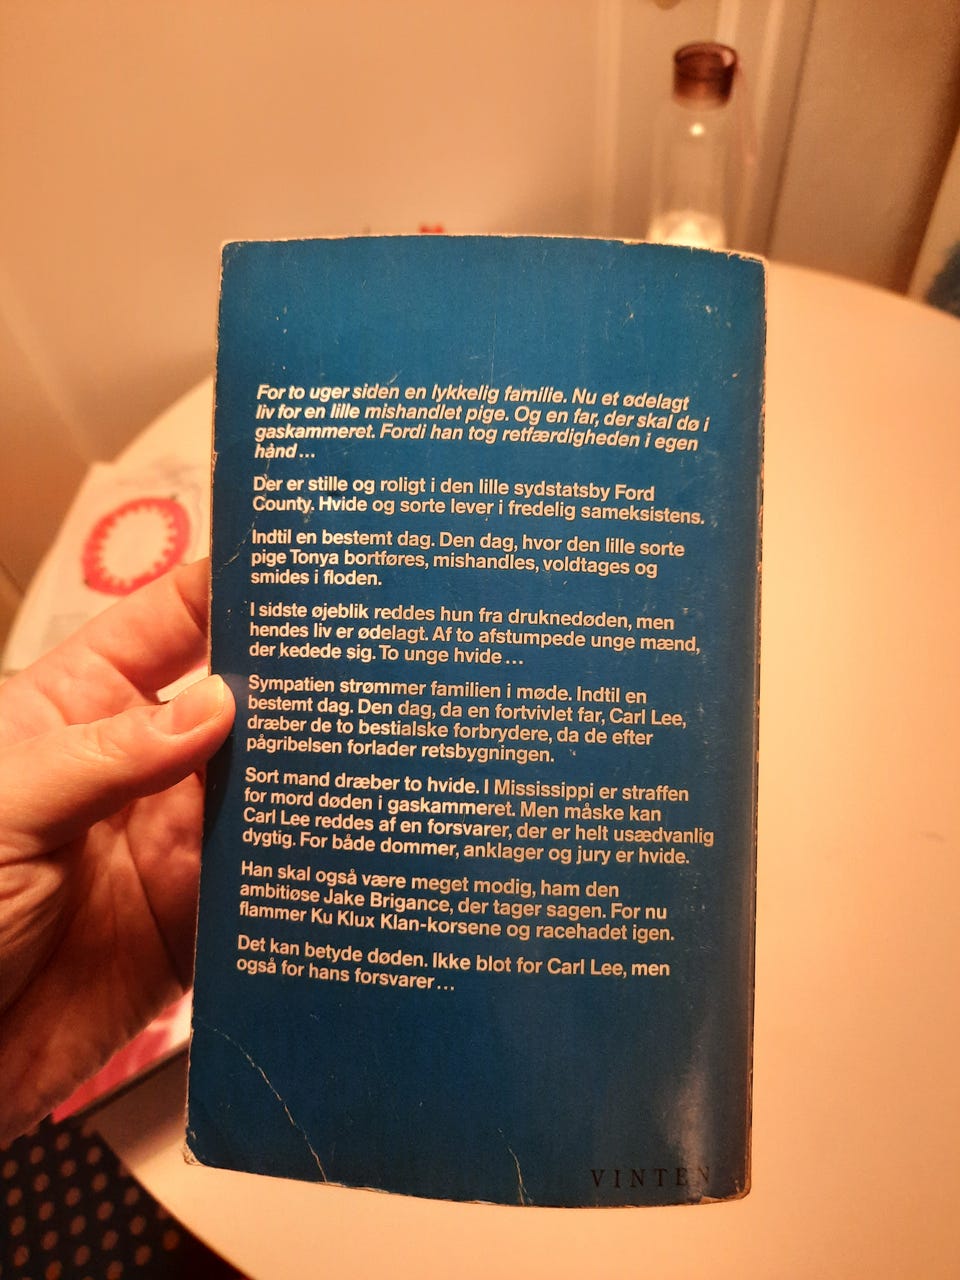 For to uger siden en lykkelig familie. Nu et ødelagt
liv for en lille mishandlet pige. Og en far, der skal dø i
gaskammeret. Fordi han tog retfærdigheden i egen
hånd...
Der er stille og roligt i den lille sydstatsby Ford
County. Hvide og sorte lever i fredelig sameksistens.
Indtil en bestemt dag. Den dag, hvor den lille sorte
pige Tonya bortføres, mishandles, voldtages og
smides i floden.
I sidste øjeblik reddes hun fra druknedøden, men
hendes liv er ødelagt. Af to afstumpede unge mænd,
der kedede sig. To unge hvide...
Sympatien strømmer familien i møde. Indtil en
bestemt dag. Den dag, da en fortvivlet far, Carl Lee,
dræber de to bestialske forbrydere, da de efter
pågribelsen forlader retsbygningen.
Sort mand dræber to hvide. I Mississippi er straffen
for mord døden i gaskammeret. Men måske kan
Carl Lee reddes af en forsvarer, der er helt usædvanlig
dygtig. For både dommer, anklager og jury er hvide.
Han skal også være meget modig, ham den
ambitiøse Jake Brigance, der tager sagen. For nu
flammer Ku Klux Klan-korsene og racehadet igen.
Det kan betyde døden. Ikke blot for Carl Lee, men
også for hans forsvarer...
VINTEN